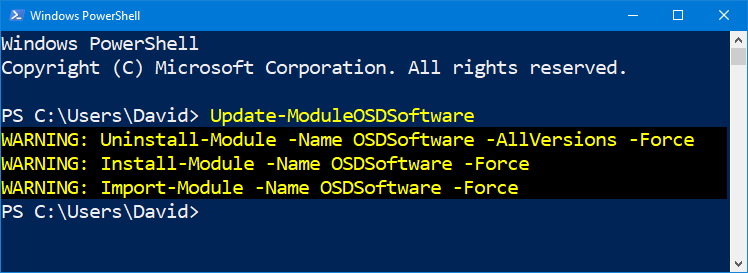 Windows PowerShell
Windows PowerShell
Copyright (C) Microsoft Corporation. All rights reserved.
PS C:\Users\David> Update-ModuleOSDSoftware
WARNING: Uninstall-Module -Name OSDSoftware -AllVersions -Force
WARNING: Install-Module -Name OSDSoftware -Force
WARNING: Import-Module -Name OSDSoftware -Force
PS C:\Users\David>